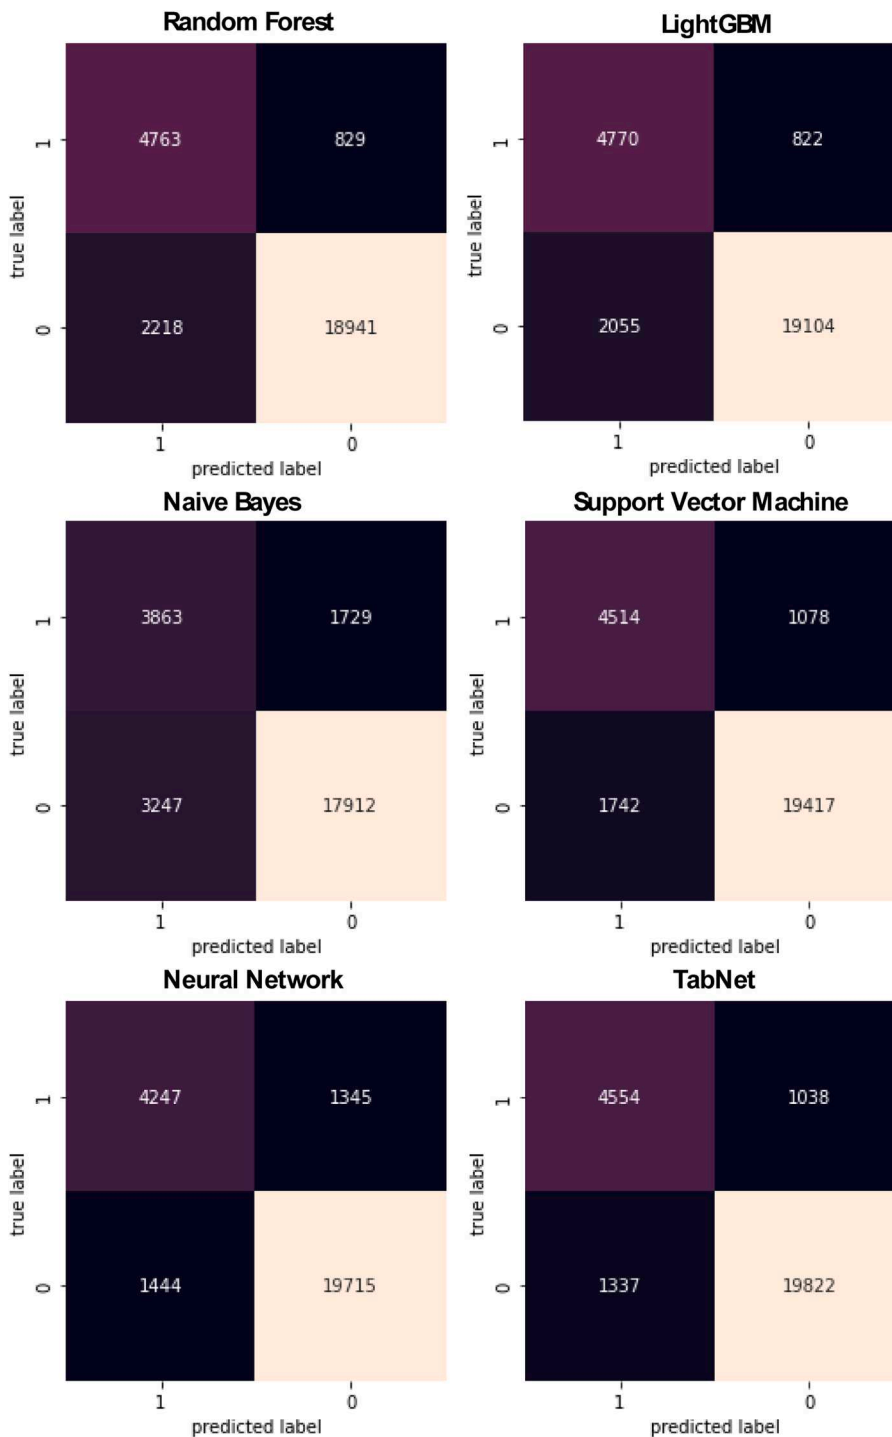 Random Forest
LightGBM
4763 829
4770 822
1
1
true label
true label
2218 18941
2055 19104
0
0
1 0
1 0
predicted label
predicted label
Naive Bayes
Support Vector Machine
3863 1729
4514 1078
1
1
true label
true label
3247 17912
1742 19417
0
0
1 0
1 0
predicted label
predicted label
Neural Network
TabNet
4247 1345
4554 1038
1
1
true label
true label
1444 19715
1337 19822
0
0
1 0
1 0
predicted label
predicted label